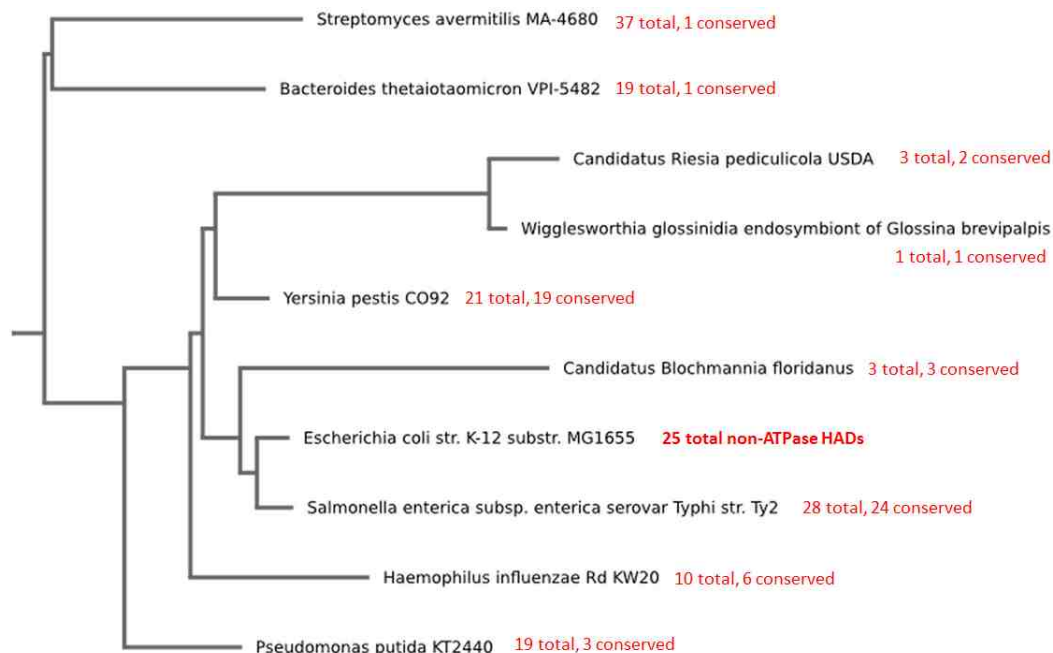 Streptomyces avermitilis MA-4680 37 total, 1 conserved
Bacteroides thetaiotaomicron VPI-5482 19 total, 1 conserved
Candidatus Riesia pediculicola USDA 3 total, 2 conserved
Wigglesworthia glossinidia endosymbiont of Glossina brevipalpis
1 total, 1 conserved
Yersinia pestis CO92 21 total, 19 conserved
Candidatus Blochmannia floridanus 3 total, 3 conserved
Escherichia coli str. K-12 substr. MG1655 25 total non-ATPase HADs
Salmonella enterica subsp. enterica serovar Typhi str. Ty2 28 total, 24 conserved
Haemophilus influenzae Rd KW20 10 total, 6 conserved
Pseudomonas putida KT2440 19 total, 3 conserved